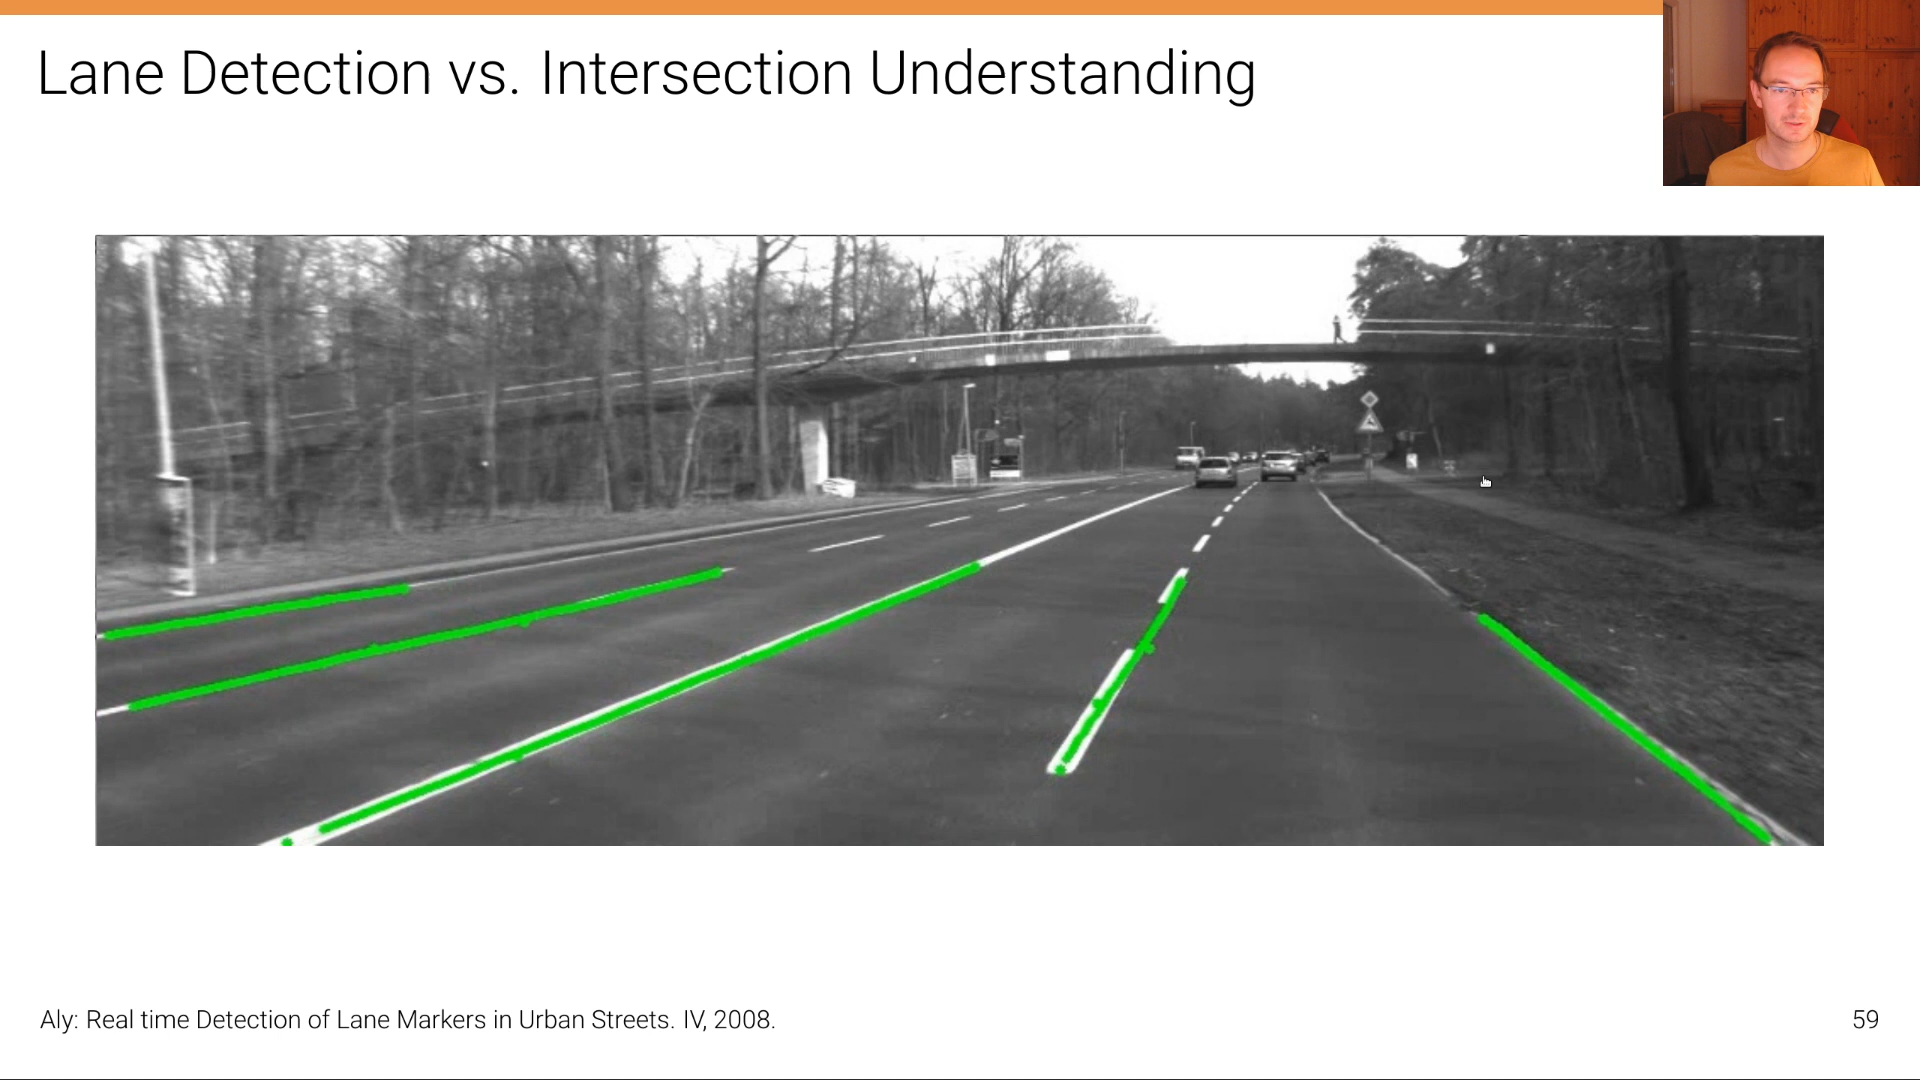 Lane Detection vs. Intersection Understanding
Aly: Real time Detection of Lane Markers in Urban Streets. IV, 2008.
59